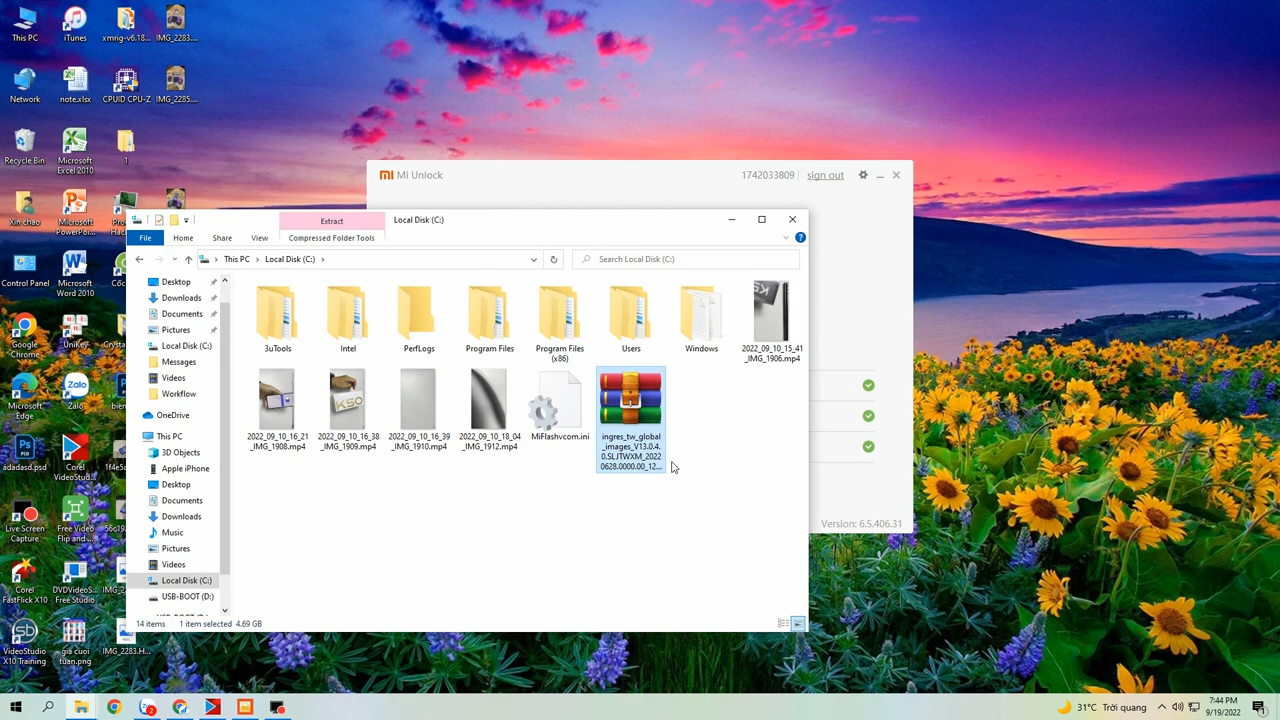 This PC
iTunes
xmrig-v6.18...
IMG_2283....
Network
note.xlsx
CPUID CPU-Z
IMG_2285....
Recycle Bin
Microsoft
Excel 2010
1
Xin chào
Microsoft
PowerPoi...
Control Panel
Microsoft
Word 2010
Google
Chrome
UniKey
Microsoft
Edge
Zalo
adadasd.psd
Corel
VideoStud...
Live Screen
Capture
Free Video
Flip and ...
Corel
FastFlick X10
DVDVideoS...
Free Studio
VideoStudio
X10 Training
gia cuoi
tuan.png
IMG_2283.H...
Mi Unlock
1742033809
sign out
Version: 6.5.406.31
Extract
Local Disk (C:)
File
Home
Share
View
Compressed Folder Tools
This PC
Local Disk (C:)
Search Local Disk (C:)
Desktop
Downloads
Documents
Pictures
Local Disk (C:)
Messages
Videos
Workflow
OneDrive
This PC
3D Objects
Apple iPhone
Desktop
Documents
Downloads
Music
Pictures
Videos
Local Disk (C:)
USB-BOOT (D:)
3uTools
Intel
PerfLogs
Program Files
Program Files
(x86)
Users
Windows
2022_09_10_15_41
_IMG_1906.mp4
2022_09_10_16_21
_IMG_1908.mp4
2022_09_10_16_38
_IMG_1909.mp4
2022_09_10_16_39
_IMG_1910.mp4
2022_09_10_18_04
_IMG_1912.mp4
MiFlashvcom.ini
ingres_tw_global
_images_V13.0.4.
0.SLJTWXM_2022
0628.0000.00_12...
14 items
1 item selected 4.69 GB
31°C Trời quang
7:44 PM
9/19/2022